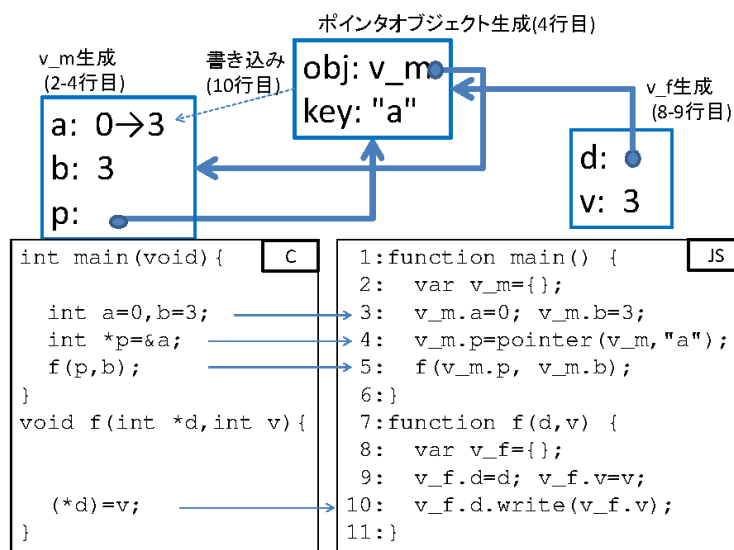 ポインタオブジェクト生成(4行目)
v_m生成
(2-4行目)
書き込み
(10行目)
obj: v_m
key: "a"
v_f生成
(8-9行目)
a: 0→3
b: 3
p:
d:
v: 3
C
int main(void){
int a=0,b=3;
int *p=&a;
f(p,b);
}
void f(int *d,int v){
(*d)=v;
}
JS
1:function main() {
2: var v_m={};
3: v_m.a=0; v_m.b=3;
4: v_m.p=pointer(v_m,"a");
5: f(v_m.p, v_m.b);
6:}
7:function f(d,v) {
8: var v_f={};
9: v_f.d=d; v_f.v=v;
10: v_f.d.write(v_f.v);
11:}